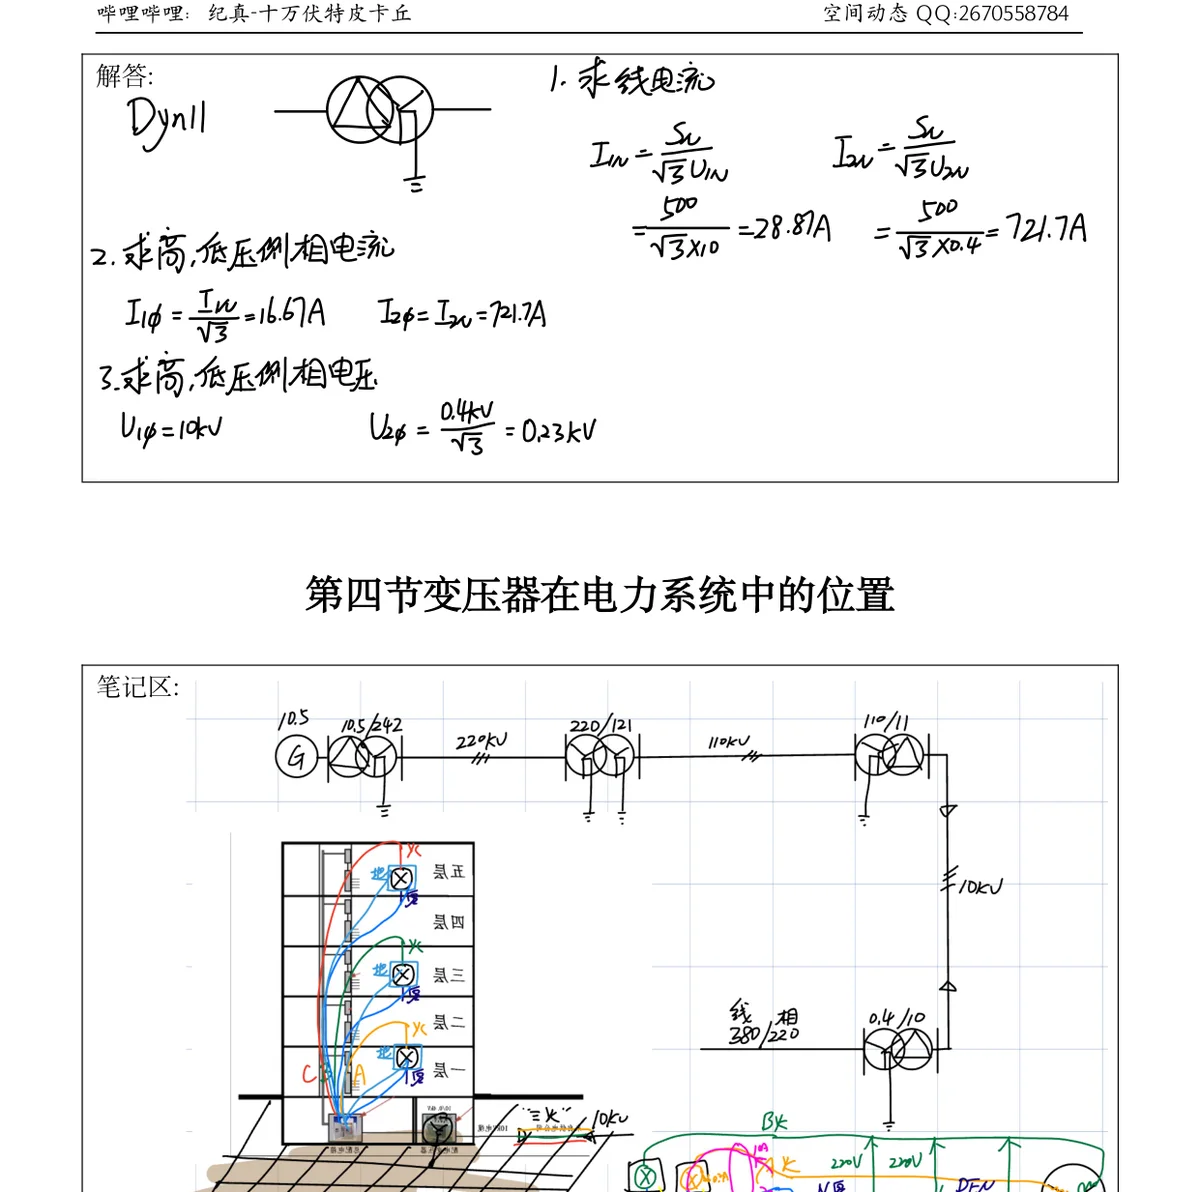 哔哩哔哩：纪真-十万伏特皮卡丘
空间动态 QQ:2670558784
解答:
Dyn11
1. 求线电流
I1N = SN/√3U1N
I2N = SN/√3U2N
= 500/√3×10 = 28.87A
= 500/√3×0.4 = 721.7A
2. 求高,低压侧相电流
I1φ = I1N/√3 = 16.67A
I2φ = I2N = 721.7A
3. 求高,低压侧相电压
U1φ = 10kV
U2φ = 0.4kV/√3 = 0.23kV
第四节变压器在电力系统中的位置
笔记区:
10.5
10.5/242
220/121
110/11
G
220kV
110kV
10kV
线 相
380/220
0.4/10
五层
四层
三层
二层
一层
地
地
地
C
A
"三火"
10kV
220V
220V